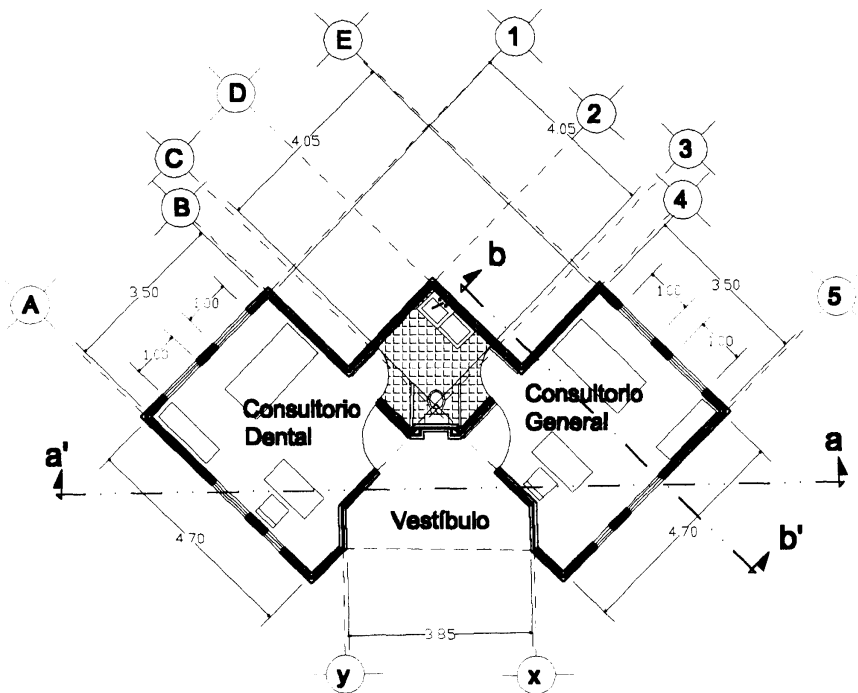 E
1
D
2
C
3
B
4
4.05
4.05
b
A
3.50
3.50
5
1.00
1.00
1.00
1.00
Consultorio
Dental
Consultorio
General
a'
a
Vestíbulo
b'
4.70
4.70
3.85
y
x